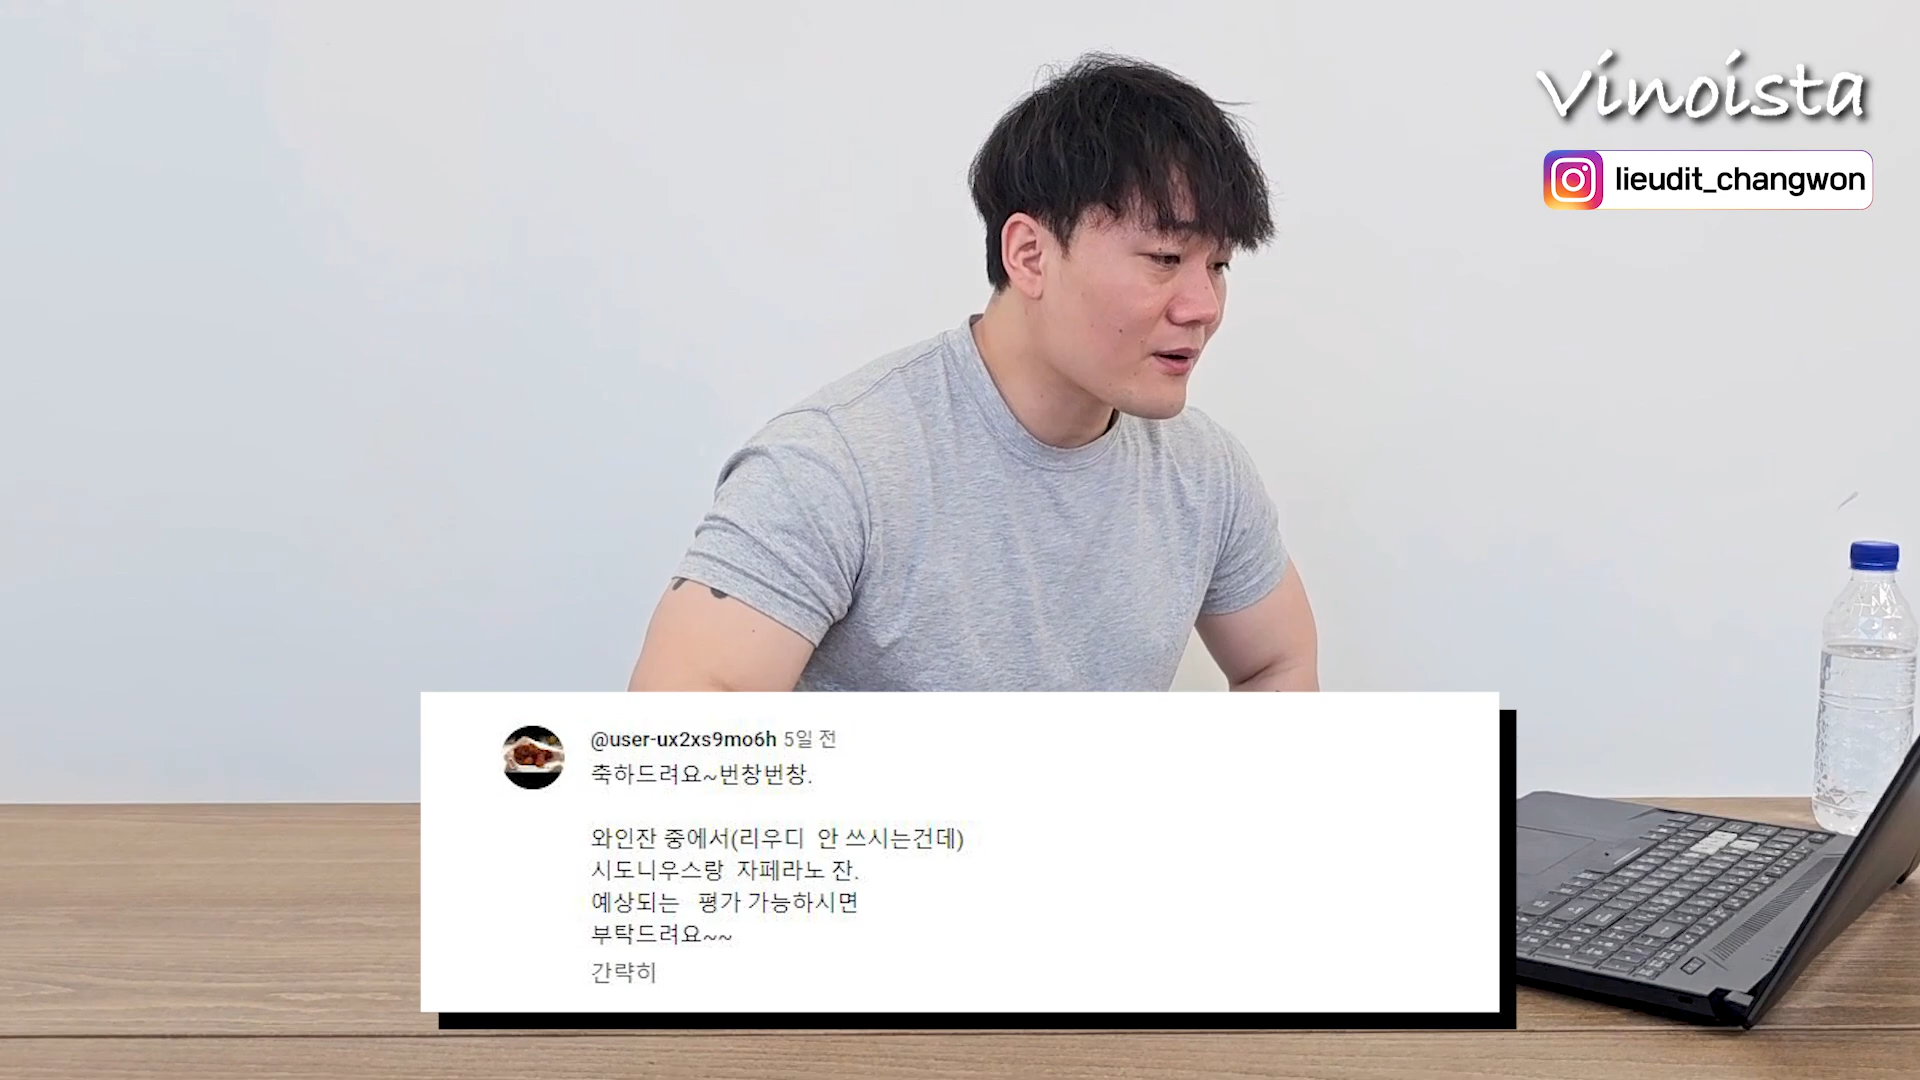 Vinoista
lieudit_changwon
@user-ux2xs9mo6h 5일 전
축하드려요~번창번창.
와인잔 중에서(리우디 안 쓰시는건데)
시도니우스랑 자페라노 잔.
예상되는 평가 가능하시면
부탁드려요~~
간략히